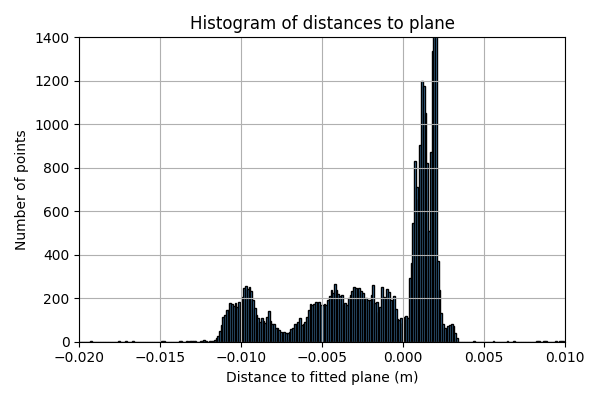 Histogram of distances to plane
1400
1200
1000
800
600
400
200
0
Number of points
−0.020 −0.015 −0.010 −0.005 0.000 0.005 0.010
Distance to fitted plane (m)